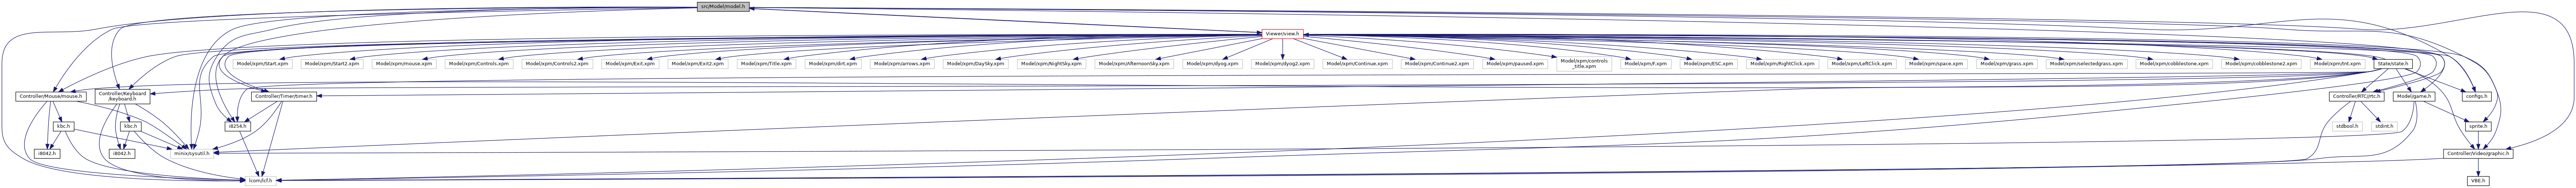 src/Model/model.h
Viewer/view.h
Model/xpm/Start.xpm
Model/xpm/Start2.xpm
Model/xpm/mouse.xpm
Model/xpm/Controls.xpm
Model/xpm/Controls2.xpm
Model/xpm/Exit.xpm
Model/xpm/Exit2.xpm
Model/xpm/Title.xpm
Model/xpm/dirt.xpm
Model/xpm/arrows.xpm
Model/xpm/DaySky.xpm
Model/xpm/NightSky.xpm
Model/xpm/AfternoonSky.xpm
Model/xpm/dyog.xpm
Model/xpm/dyog2.xpm
Model/xpm/Continue.xpm
Model/xpm/Continue2.xpm
Model/xpm/paused.xpm
Model/xpm/controls
_title.xpm
Model/xpm/F.xpm
Model/xpm/ESC.xpm
Model/xpm/RightClick.xpm
Model/xpm/LeftClick.xpm
Model/xpm/space.xpm
Model/xpm/grass.xpm
Model/xpm/selectedgrass.xpm
Model/xpm/cobblestone.xpm
Model/xpm/cobblestone2.xpm
Model/xpm/tnt.xpm
State/state.h
Controller/Mouse/mouse.h
Controller/Keyboard
/keyboard.h
Controller/Timer/timer.h
Controller/RTC/rtc.h
Model/game.h
configs.h
kbc.h
kbc.h
i8254.h
stdbool.h
stdint.h
sprite.h
i8042.h
i8042.h
minix/sysutil.h
Controller/Video/graphic.h
lcom/lcf.h
VBE.h